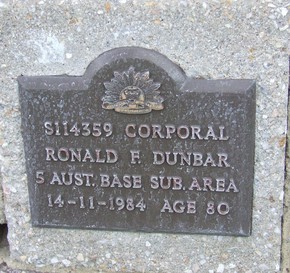 S114359 CORPORAL
RONALD F. DUNBAR
5 AUST. BASE SUB. AREA
14-11-1984 AGE 80